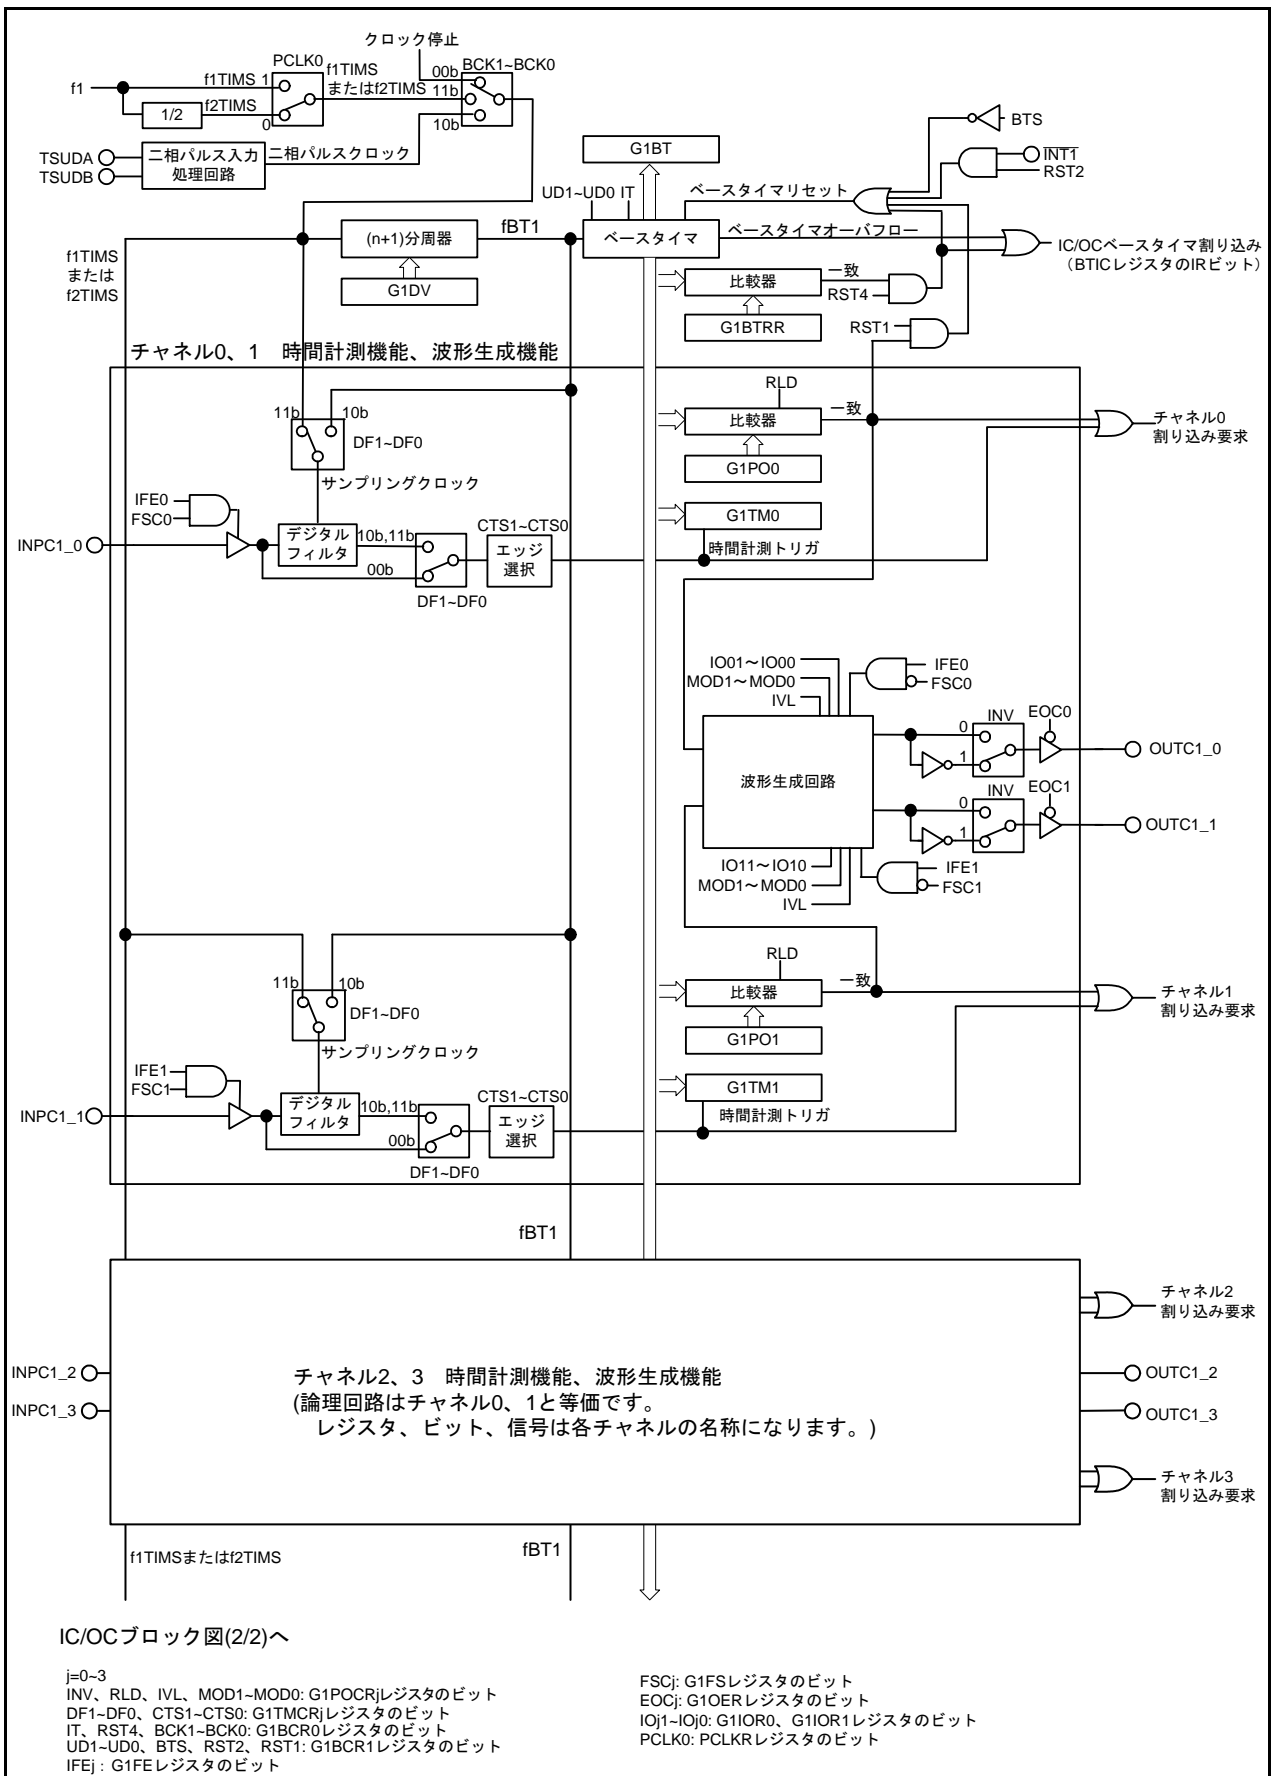 クロック停止
PCLK0
BCK1~BCK0
f1
f1TIMS 1
f1TIMS
またはf2TIMS
00b
11b
10b
1/2
f2TIMS
0
TSUDA
TSUDB
二相パルス入力
処理回路
二相パルスクロック
G1BT
BTS
INT1
RST2
UD1~UD0 IT
ベースタイマリセット
f1TIMS
または
f2TIMS
(n+1)分周器
fBT1
ベースタイマ
ベースタイマオーバフロー
IC/OCベースタイマ割り込み
(BTICレジスタのIRビット)
G1DV
比較器
一致
RST4
G1BTRR
RST1
チャネル0、1 時間計測機能、波形生成機能
11b
10b
DF1~DF0
サンプリングクロック
RLD
比較器
一致
G1PO0
チャネル0
割り込み要求
IFE0
FSC0
INPC1_0
デジタル
フィルタ
10b,11b
00b
DF1~DF0
CTS1~CTS0
エッジ
選択
G1TM0
時間計測トリガ
IO01～IO00
MOD1～MOD0
IVL
IFE0
FSC0
波形生成回路
0
1
INV
EOC0
OUTC1_0
0
1
INV
EOC1
OUTC1_1
IO11～IO10
MOD1～MOD0
IVL
IFE1
FSC1
11b
10b
DF1~DF0
サンプリングクロック
RLD
比較器
一致
G1PO1
チャネル1
割り込み要求
IFE1
FSC1
INPC1_1
デジタル
フィルタ
10b,11b
00b
DF1~DF0
CTS1~CTS0
エッジ
選択
G1TM1
時間計測トリガ
fBT1
チャネル2
割り込み要求
INPC1_2
INPC1_3
チャネル2、3 時間計測機能、波形生成機能
(論理回路はチャネル0、1と等価です。
レジスタ、ビット、信号は各チャネルの名称になります。)
OUTC1_2
OUTC1_3
チャネル3
割り込み要求
f1TIMSまたはf2TIMS
fBT1
IC/OCブロック図(2/2)へ
j=0~3
INV、RLD、IVL、MOD1~MOD0: G1POCRjレジスタのビット
DF1~DF0、CTS1~CTS0: G1TMCRjレジスタのビット
IT、RST4、BCK1~BCK0: G1BCR0レジスタのビット
UD1~UD0、BTS、RST2、RST1: G1BCR1レジスタのビット
IFEj : G1FEレジスタのビット
FSCj: G1FSレジスタのビット
EOCj: G1OERレジスタのビット
IOj1~IOj0: G1IOR0、G1IOR1レジスタのビット
PCLK0: PCLKRレジスタのビット